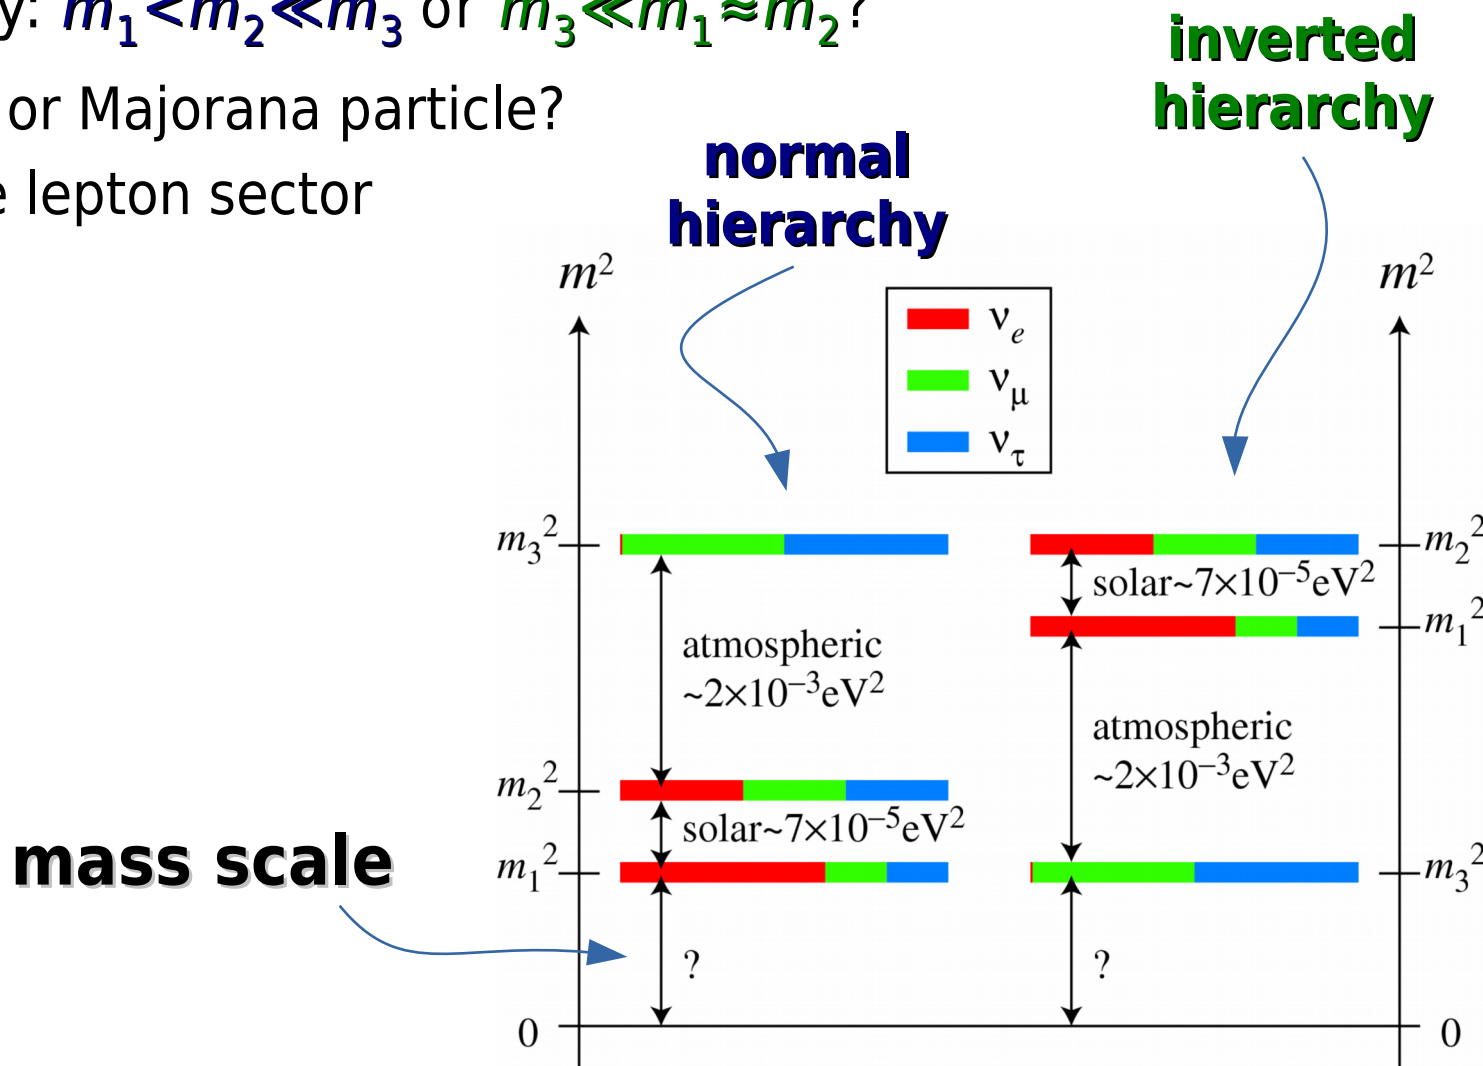 y: m₁<m₂≪m₃ or m₃≪m₁≈m₂?
or Majorana particle?
e lepton sector
inverted
hierarchy
normal
hierarchy
m²
m²
νₑ
ν_μ
ν_τ
m₃²
m₂²
solar~7×10⁻⁵eV²
m₁²
atmospheric
~2×10⁻³eV²
atmospheric
~2×10⁻³eV²
m₂²
solar~7×10⁻⁵eV²
mass scale
m₁²
m₃²
?
?
0
0